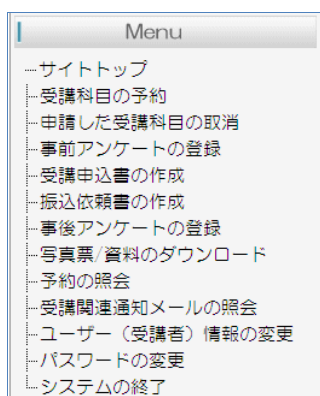 Menu
サイトトップ
受講科目の予約
申請した受講科目の取消
事前アンケートの登録
受講申込書の作成
振込依頼書の作成
事後アンケートの登録
写真票/資料のダウンロード
予約の照会
受講関連通知メールの照会
ユーザー（受講者）情報の変更
パスワードの変更
システムの終了